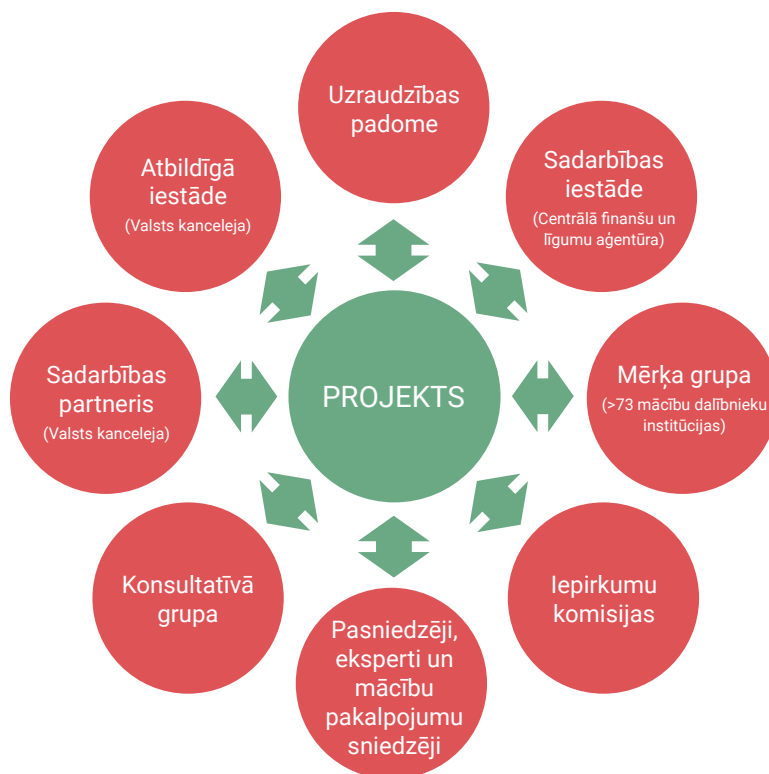 Uzraudzības
padome
Sadarbības
iestāde
(Centrālā finanšu un
līgumu aģentūra)
Mērķa grupa
(>73 mācību dalībnieku
institūcijas)
Iepirkumu
komisijas
Pasniedzēji,
eksperti un
mācību
pakalpojumu
sniedzēji
Konsultatīvā
grupa
Sadarbības
partneris
(Valsts kanceleja)
Atbildīgā
iestāde
(Valsts kanceleja)
PROJEKTS